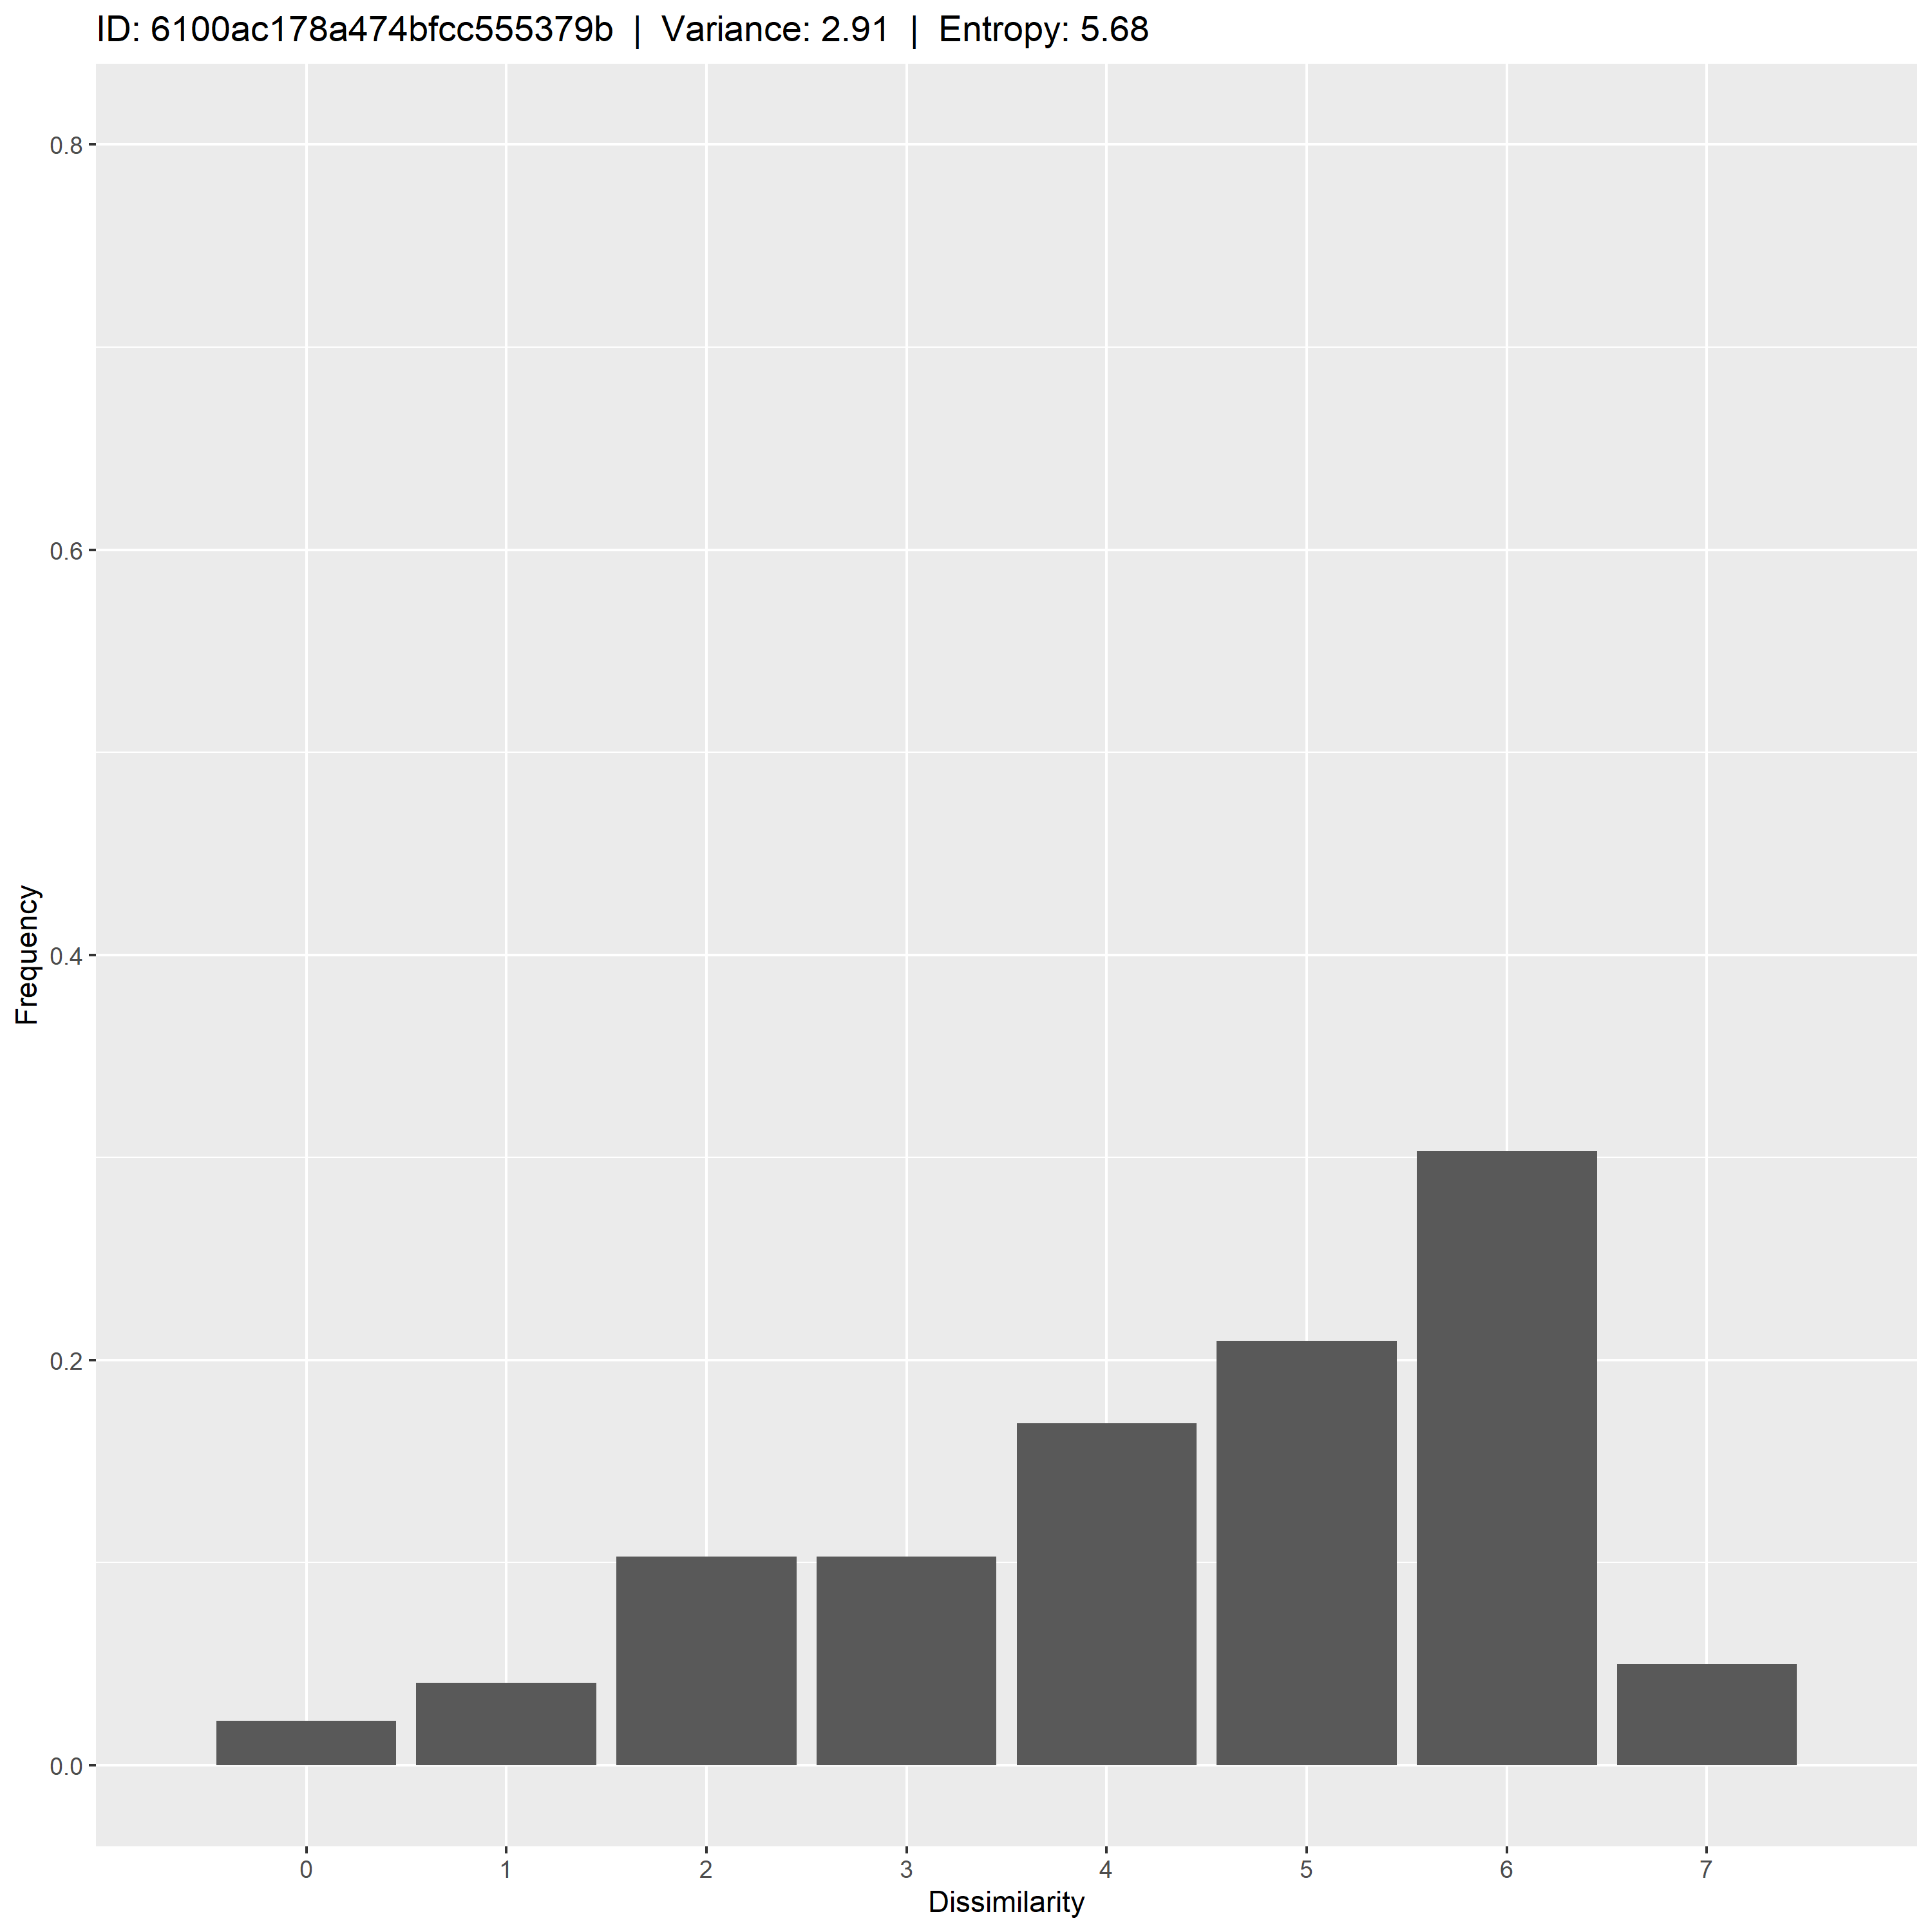 ID: 6100ac178a474bfcc555379b | Variance: 2.91 | Entropy: 5.68
0.8
0.6
0.4
0.2
0.0
Frequency
0 1 2 3 4 5 6 7
Dissimilarity